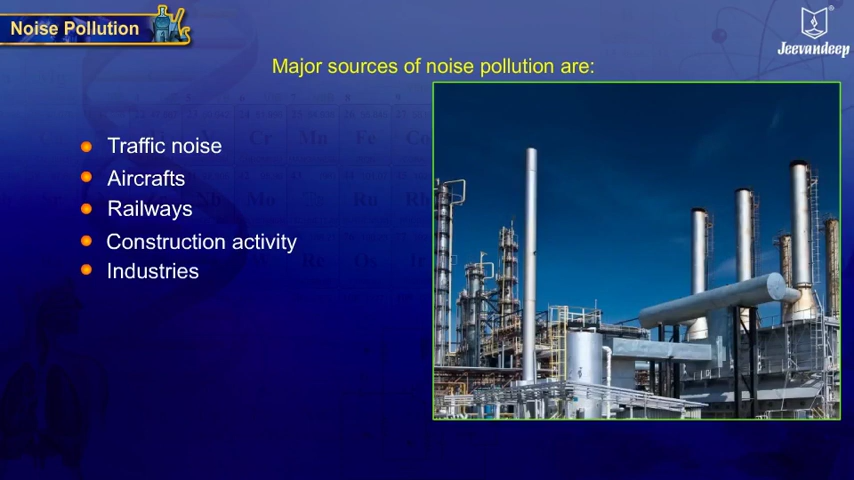 Noise Pollution
Jeevandeep
Major sources of noise pollution are:
Traffic noise
Aircrafts
Railways
Construction activity
Industries